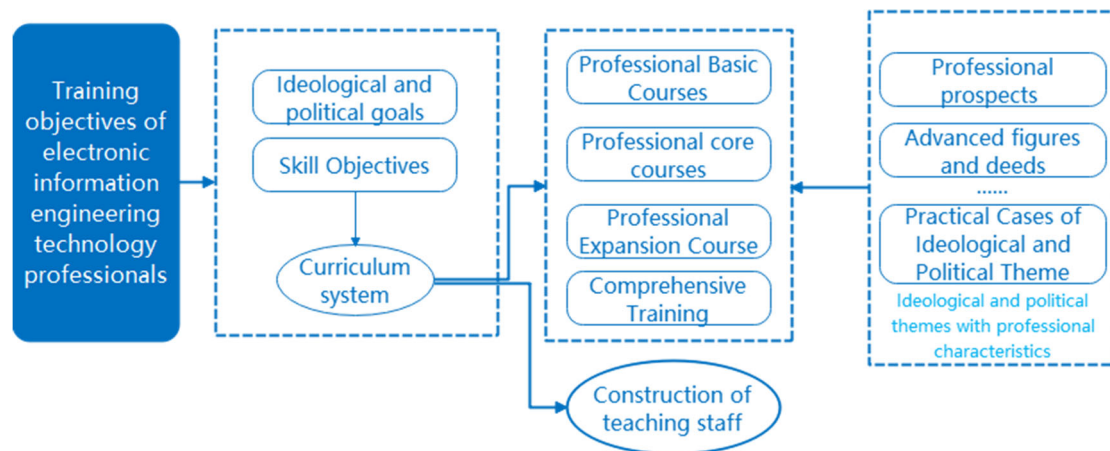 Training
objectives of
electronic
information
engineering
technology
professionals
Ideological and
political goals
Skill Objectives
Curriculum
system
Professional Basic
Courses
Professional core
courses
Professional
Expansion Course
Comprehensive
Training
Construction of
teaching staff
Professional
prospects
Advanced figures
and deeds
......
Practical Cases of
Ideological and
Political Theme
Ideological and political
themes with professional
characteristics